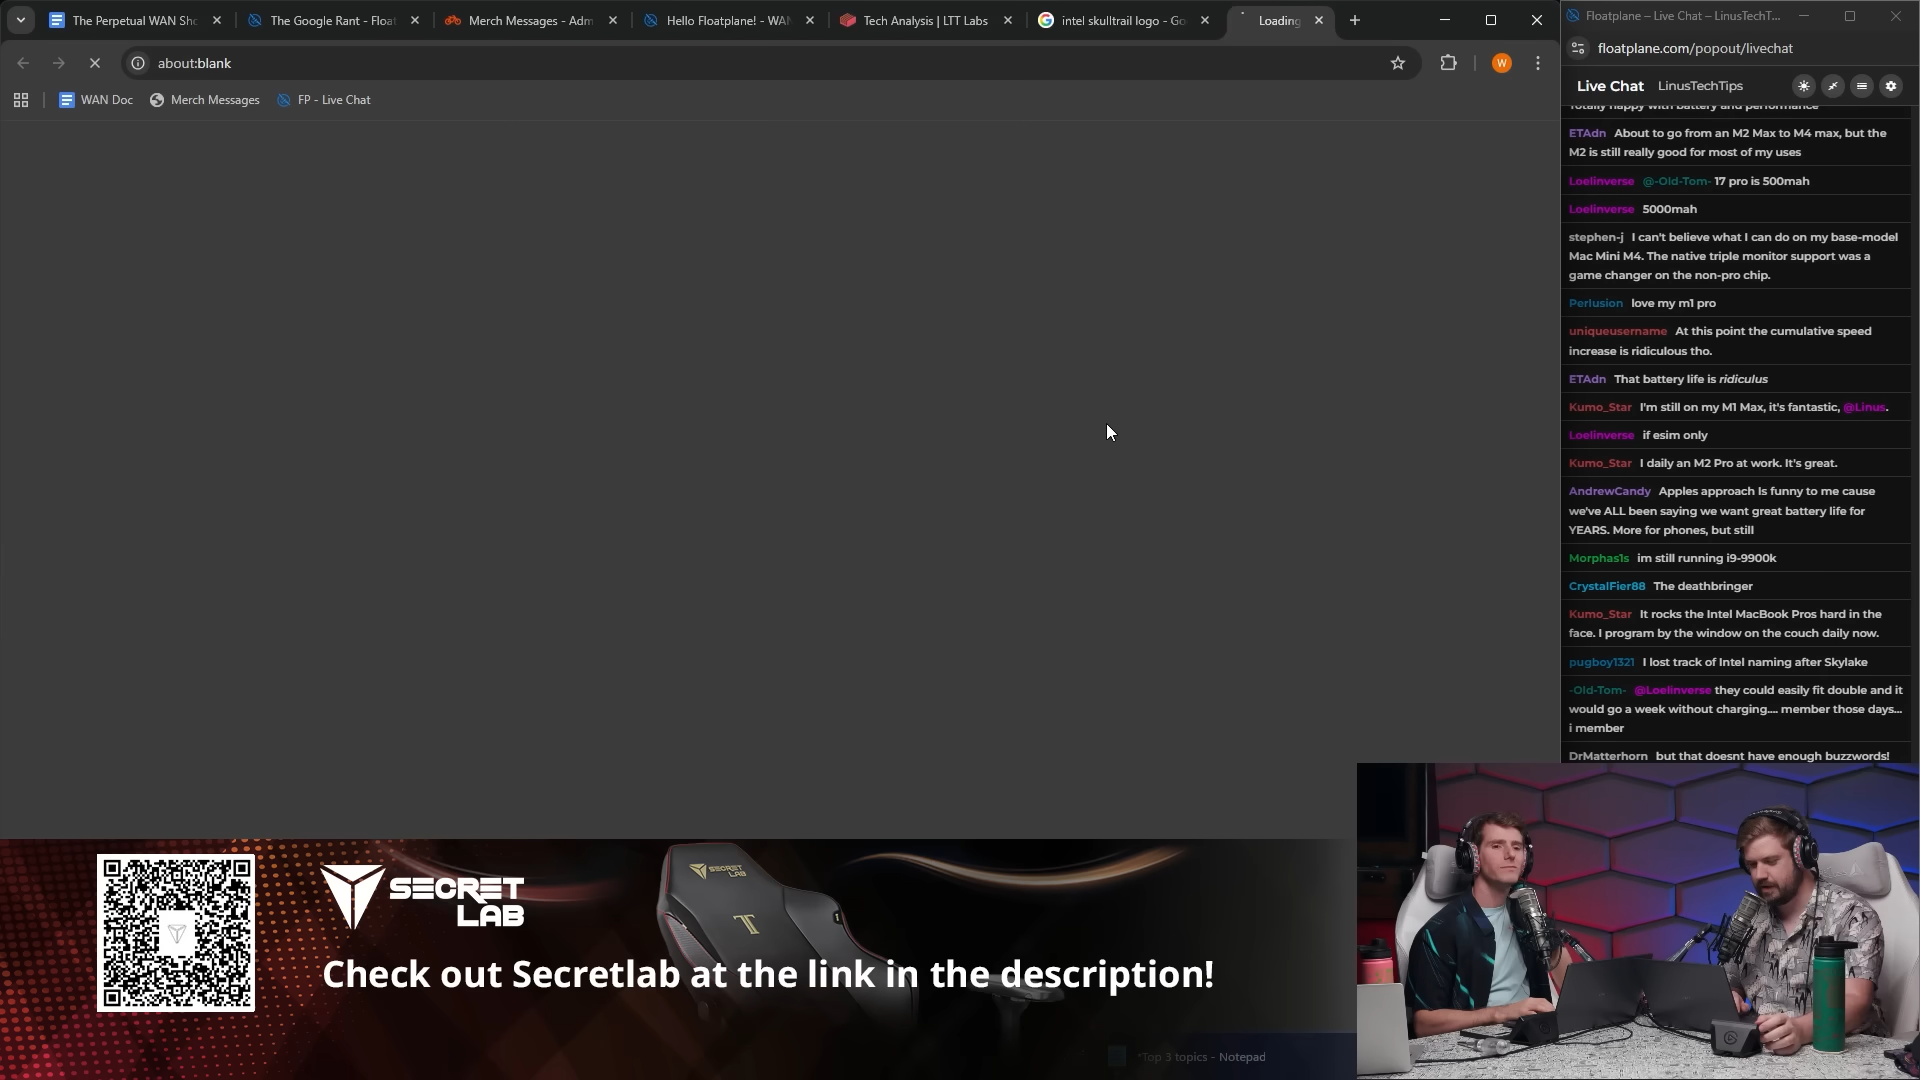 The Perpetual WAN Sho
The Google Rant - Float
Merch Messages - Adm
Hello Floatplane! - WAN
Tech Analysis | LTT Labs
intel skulltrail logo - Go
Loading
about:blank
W
WAN Doc
Merch Messages
FP - Live Chat
Floatplane – Live Chat – LinusTechT...
floatplane.com/popout/livechat
Live Chat LinusTechTips
Totally happy with battery and performance
ETAdn About to go from an M2 Max to M4 max, but the
M2 is still really good for most of my uses
Loelinverse @-Old-Tom- 17 pro is 500mah
Loelinverse 5000mah
stephen-j I can't believe what I can do on my base-model
Mac Mini M4. The native triple monitor support was a
game changer on the non-pro chip.
Perlusion love my m1 pro
uniqueusername At this point the cumulative speed
increase is ridiculous tho.
ETAdn That battery life is ridiculus
Kumo_Star I'm still on my M1 Max, it's fantastic, @Linus.
Loelinverse if esim only
Kumo_Star I daily an M2 Pro at work. It's great.
AndrewCandy Apples approach Is funny to me cause
we've ALL been saying we want great battery life for
YEARS. More for phones, but still
Morphas1s im still running i9-9900k
CrystalFier88 The deathbringer
Kumo_Star It rocks the Intel MacBook Pros hard in the
face. I program by the window on the couch daily now.
pugboy1321 I lost track of Intel naming after Skylake
-Old-Tom- @Loelinverse they could easily fit double and it
would go a week without charging.... member those days...
i member
DrMatterhorn but that doesnt have enough buzzwords!
SECRET
LAB
SECRET
LAB
Check out Secretlab at the link in the description!
*Top 3 topics - Notepad